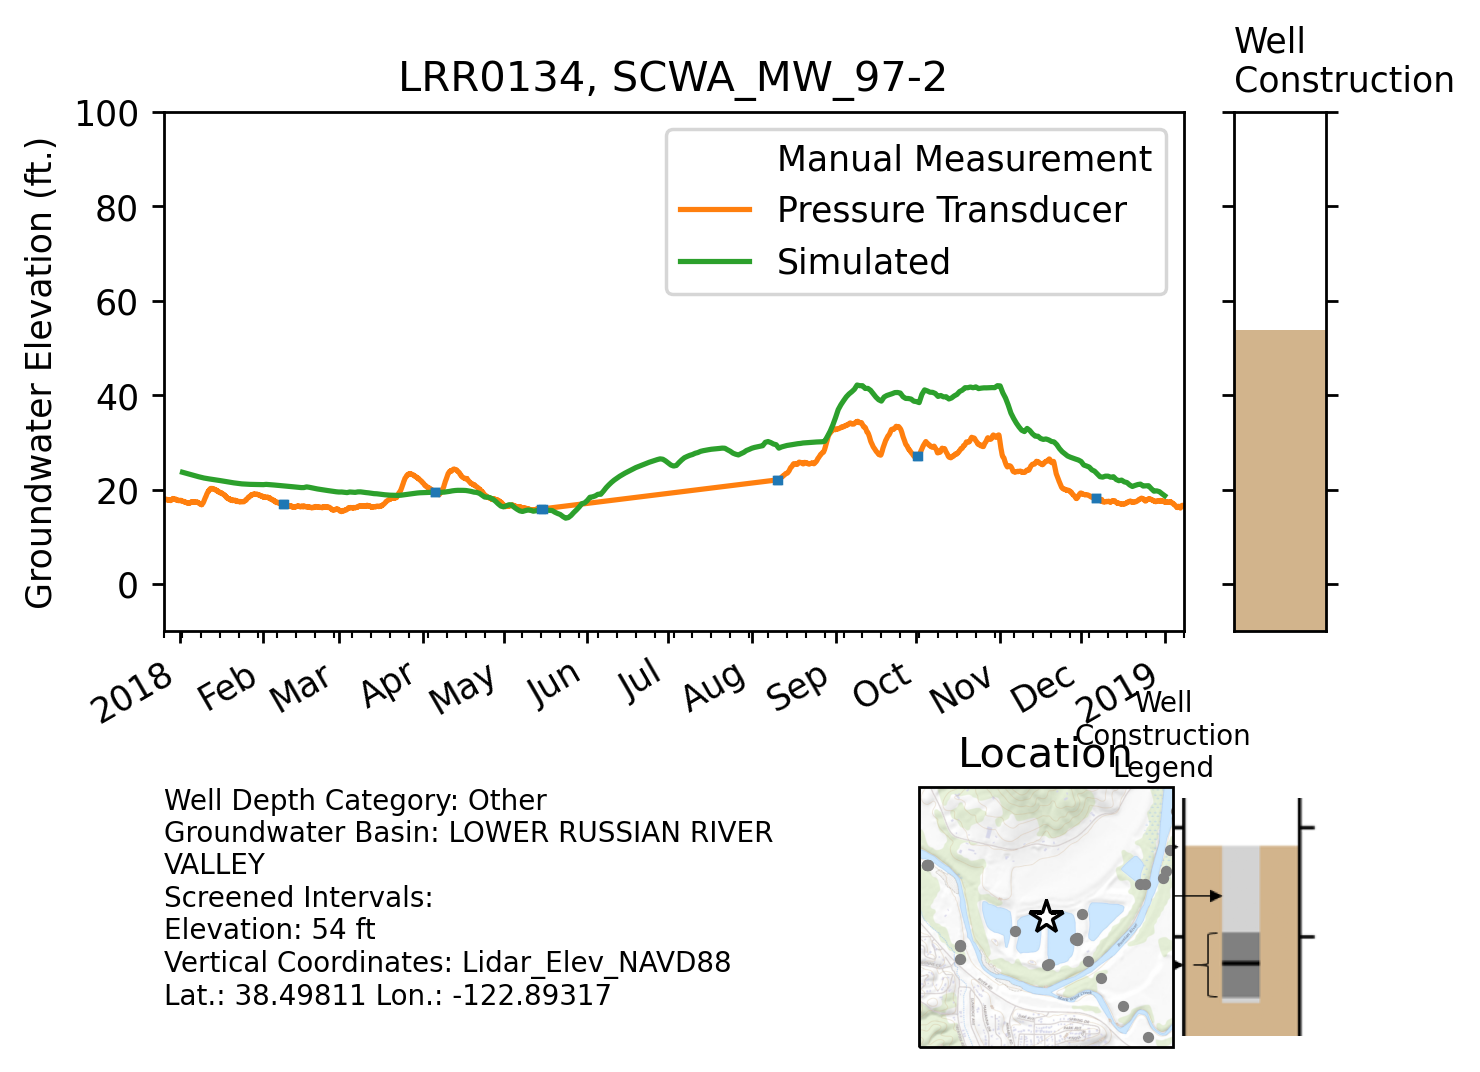 Well
Construction
LRR0134, SCWA_MW_97-2
Groundwater Elevation (ft.)
100
80
60
40
20
0
Manual Measurement
Pressure Transducer
Simulated
2018
Feb
Mar
Apr
May
Jun
Jul
Aug
Sep
Oct
Nov
Dec
2019
Well
Construction
Legend
Location
Well Depth Category: Other
Groundwater Basin: LOWER RUSSIAN RIVER
VALLEY
Screened Intervals:
Elevation: 54 ft
Vertical Coordinates: Lidar_Elev_NAVD88
Lat.: 38.49811 Lon.: -122.89317